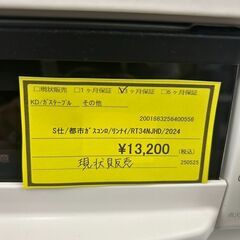 □現状販売 □1ヶ月保証 ☑3ヶ月保証 □6ヶ月保証
KD/ガステーブル その他
2001663256400556
S仕/都市ガスコンロ/リンナイ/RT34NJHD/2024
¥13,200 (税込)
現状販売 250525